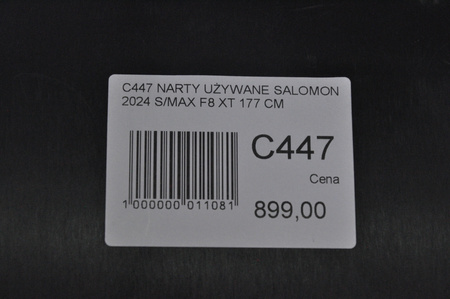 C447 NARTY UŻYWANE SALOMON
2024 S/MAX F8 XT 177 CM
C447
Cena
1 000000 011081
899,00